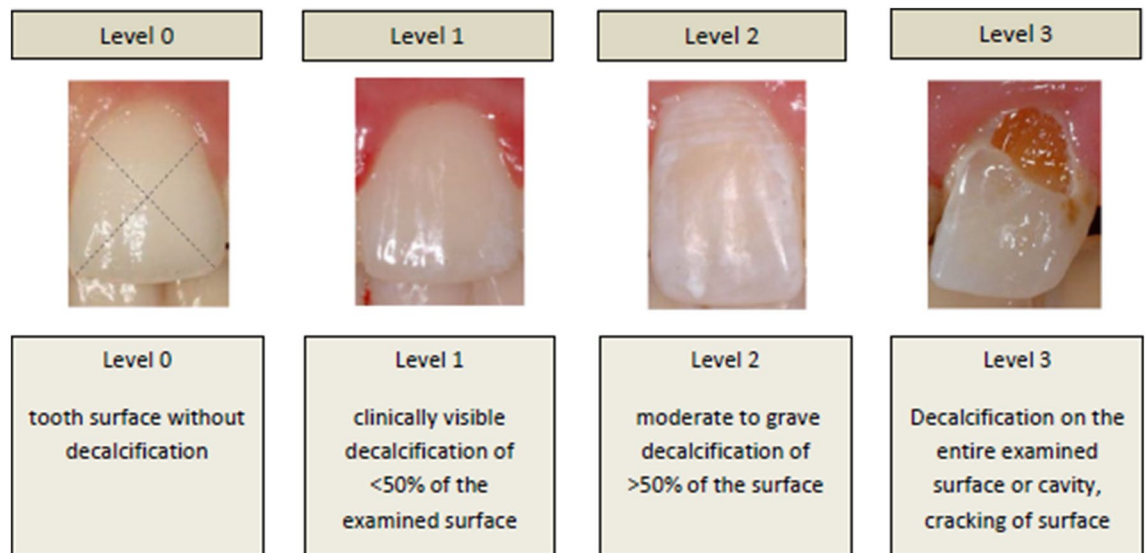 Level 0
Level 1
Level 2
Level 3
Level 0
tooth surface without
decalcification
Level 1
clinically visible
decalcification of
<50% of the
examined surface
Level 2
moderate to grave
decalcification of
>50% of the surface
Level 3
Decalcification on the
entire examined
surface or cavity,
cracking of surface